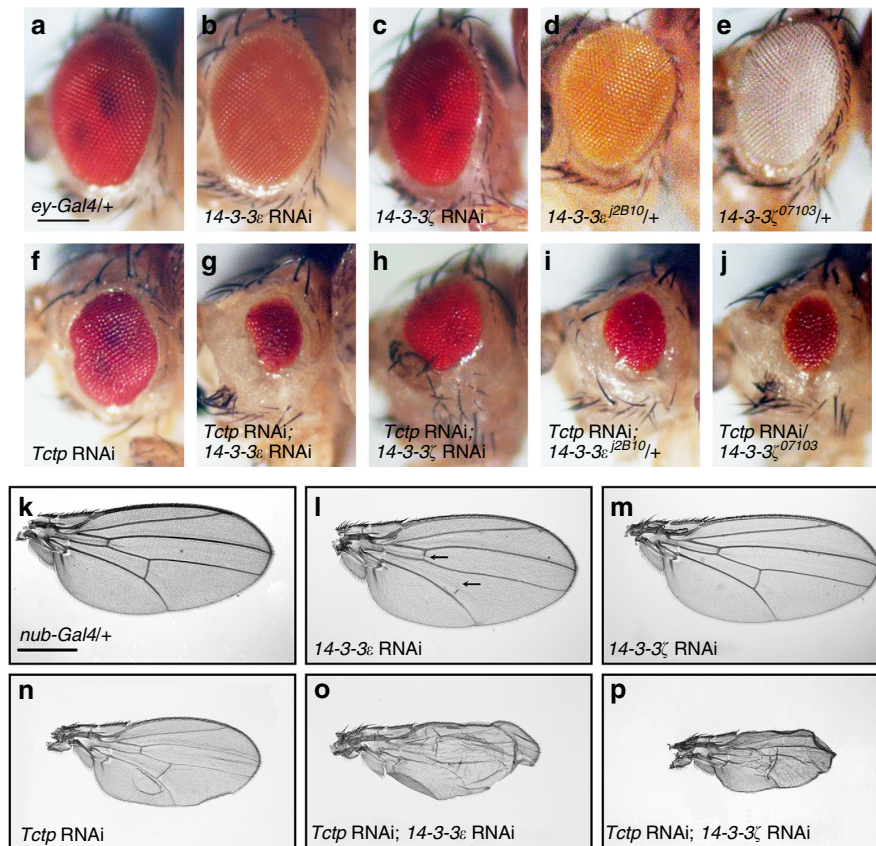 a
ey-Gal4/+
b
14-3-3ε RNAi
c
14-3-3ζ RNAi
d
14-3-3ε^j2B10/+
e
14-3-3ζ^07103/+
f
Tctp RNAi
g
Tctp RNAi;
14-3-3ε RNAi
h
Tctp RNAi;
14-3-3ζ RNAi
i
Tctp RNAi;
14-3-3ε^j2B10/+
j
Tctp RNAi/
14-3-3ζ^07103
k
nub-Gal4/+
l
14-3-3ε RNAi
m
14-3-3ζ RNAi
n
Tctp RNAi
o
Tctp RNAi; 14-3-3ε RNAi
p
Tctp RNAi; 14-3-3ζ RNAi